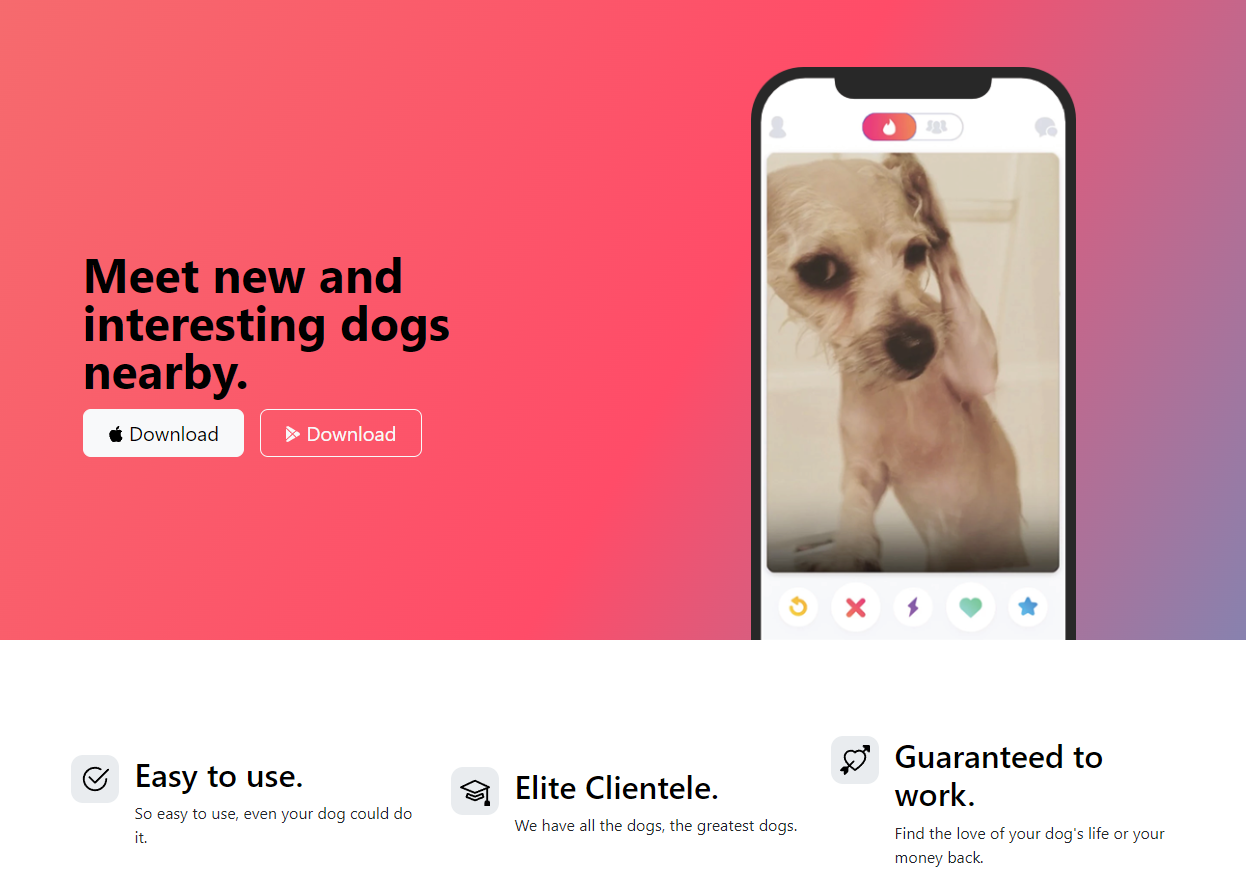 Meet new and
interesting dogs
nearby.
Download
Download
Easy to use.
So easy to use, even your dog could do
it.
Elite Clientele.
We have all the dogs, the greatest dogs.
Guaranteed to
work.
Find the love of your dog's life or your
money back.